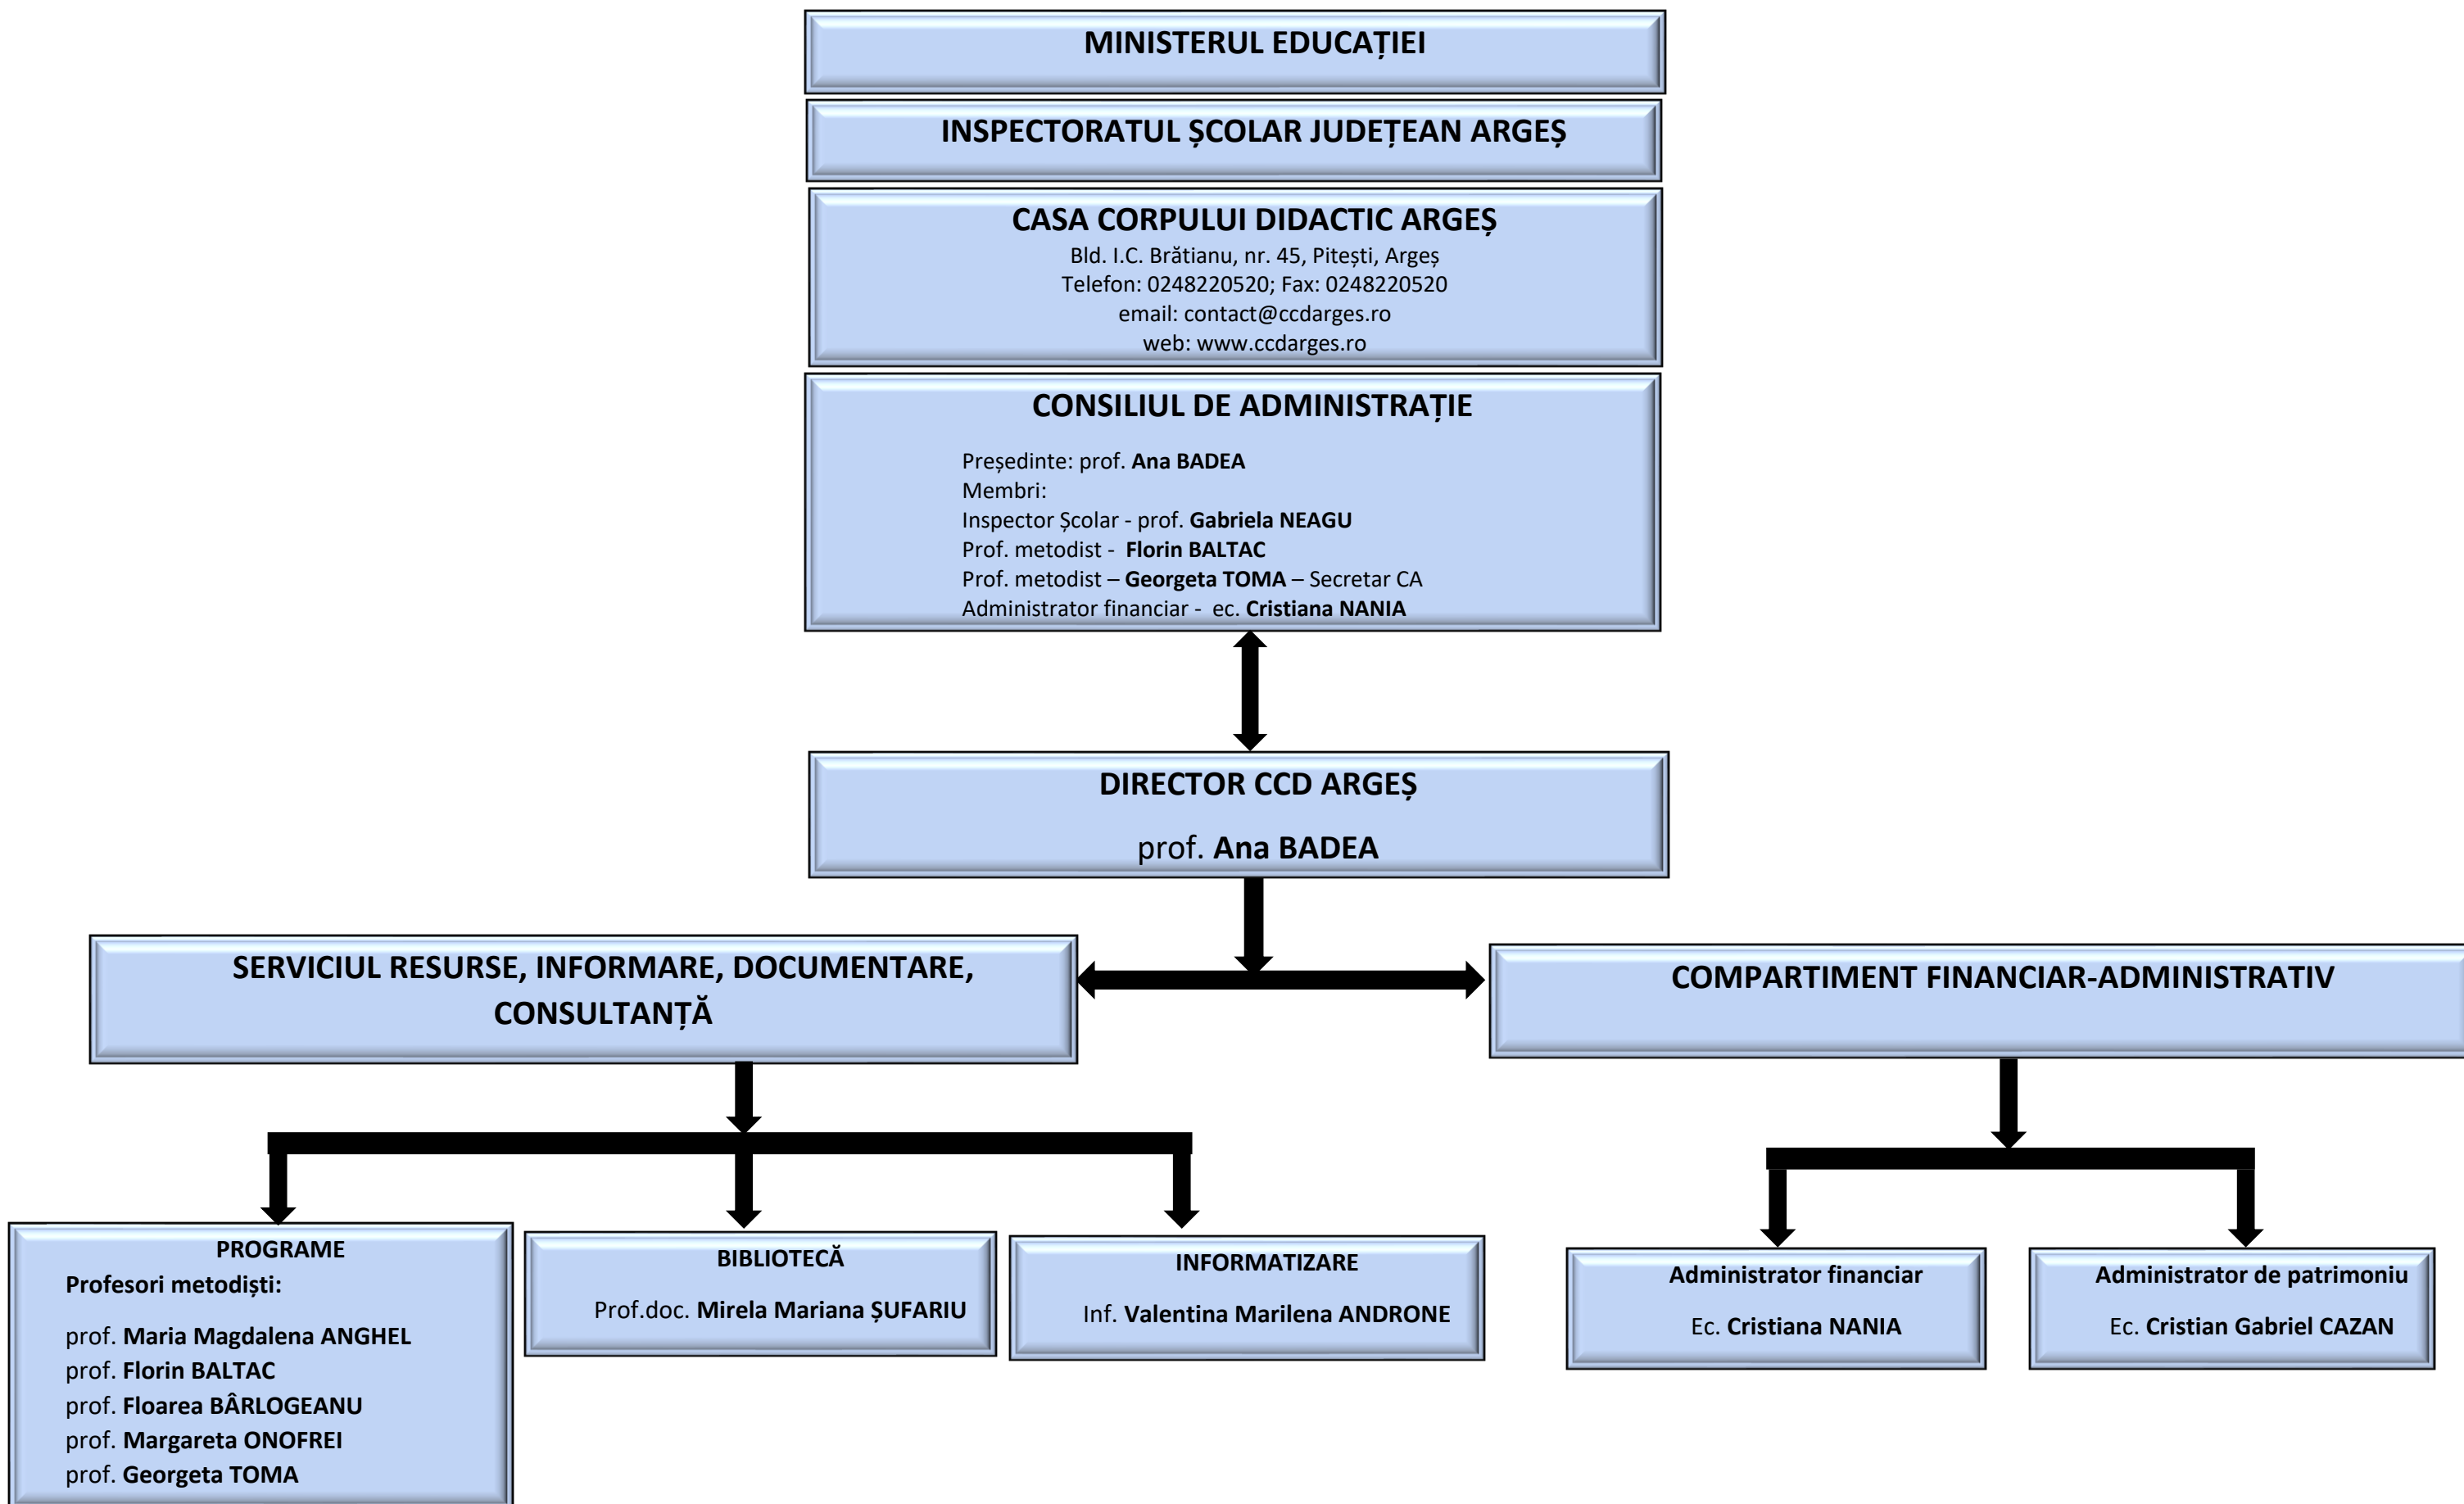 MINISTERUL EDUCAȚIEI
INSPECTORATUL ȘCOLAR JUDEȚEAN ARGEȘ
CASA CORPULUI DIDACTIC ARGEȘ
Bld. I.C. Brătianu, nr. 45, Pitești, Argeș
Telefon: 0248220520; Fax: 0248220520
email: contact@ccdarges.ro
web: www.ccdarges.ro
CONSILIUL DE ADMINISTRAȚIE
Președinte: prof. Ana BADEA
Membri:
Inspector Școlar - prof. Gabriela NEAGU
Prof. metodist - Florin BALTAC
Prof. metodist – Georgeta TOMA – Secretar CA
Administrator financiar - ec. Cristiana NANIA
DIRECTOR CCD ARGEȘ
prof. Ana BADEA
SERVICIUL RESURSE, INFORMARE, DOCUMENTARE,
CONSULTANȚĂ
COMPARTIMENT FINANCIAR-ADMINISTRATIV
PROGRAME
Profesori metodiști:
prof. Maria Magdalena ANGHEL
prof. Florin BALTAC
prof. Floarea BÂRLOGEANU
prof. Margareta ONOFREI
prof. Georgeta TOMA
BIBLIOTECĂ
Prof.doc. Mirela Mariana ȘUFARIU
INFORMATIZARE
Inf. Valentina Marilena ANDRONE
Administrator financiar
Ec. Cristiana NANIA
Administrator de patrimoniu
Ec. Cristian Gabriel CAZAN